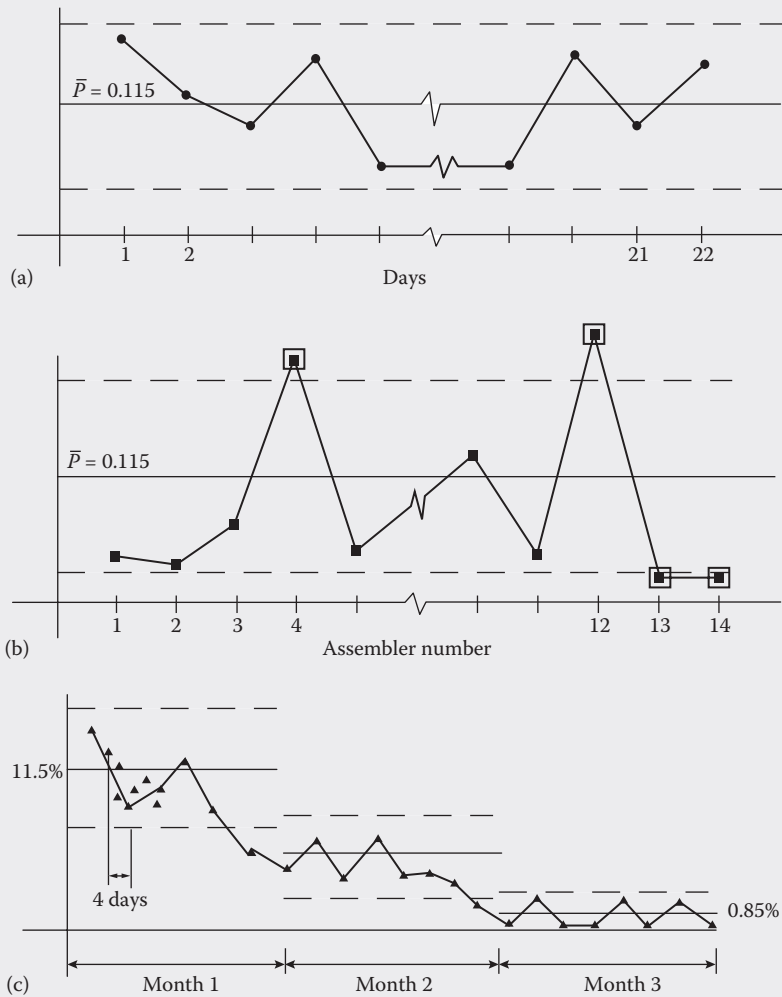 P̄ = 0.115
1 2 21 22
(a) Days
P̄ = 0.115
1 2 3 4 12 13 14
(b) Assembler number
11.5%
4 days
0.85%
(c) Month 1 Month 2 Month 3